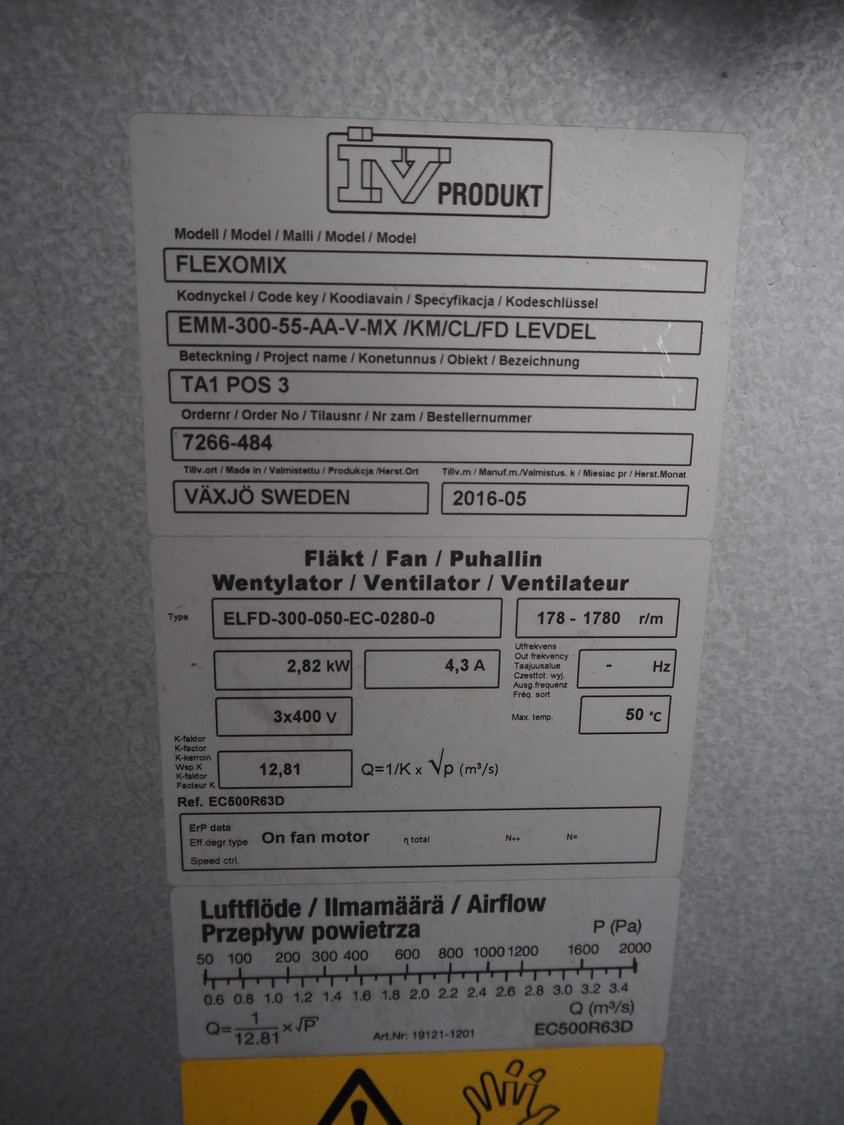 IV PRODUKT
Modell / Model / Malli / Model / Model
FLEXOMIX
Kodnyckel / Code key / Koodiavain / Specyfikacja / Kodeschlüssel
EMM-300-55-AA-V-MX /KM/CL/FD LEVDEL
Beteckning / Project name / Konetunnus / Obiekt / Bezeichnung
TA1 POS 3
Ordernr / Order No / Tilausnr / Nr zam / Bestellernummer
7266-484
Tillv.ort / Made in / Valmistettu / Produkcja /Herst.Ort Tillv.m / Manuf.m./Valmistus. k / Miesiac pr / Herst.Monat
VÄXJÖ SWEDEN 2016-05
Fläkt / Fan / Puhallin
Wentylator / Ventilator / Ventilateur
Type ELFD-300-050-EC-0280-0 178 - 1780 r/m
2,82 kW 4,3 A
Utfrekvens
Out frekvency
Taajuusalue
Czesttot. wyj.
Ausg.frequenz
Fréq. sort
- Hz
3x400 V Max. temp. 50 °C
K-faktor
K-factor
K-kerroin
Wsp.K
K-faktor
Facteur K
12,81 Q=1/K x √p (m³/s)
Ref. EC500R63D
ErP data
Eff.degr.type On fan motor η total N↔ N=
Speed ctrl.
Luftflöde / Ilmamäärä / Airflow
Przepływ powietrza P (Pa)
50 100 200 300 400 600 800 1000 1200 1600 2000
0.6 0.8 1.0 1.2 1.4 1.6 1.8 2.0 2.2 2.4 2.6 2.8 3.0 3.2 3.4
Q (m³/s)
Q= 1/12.81 × √P Art.Nr: 19121-1201 EC500R63D